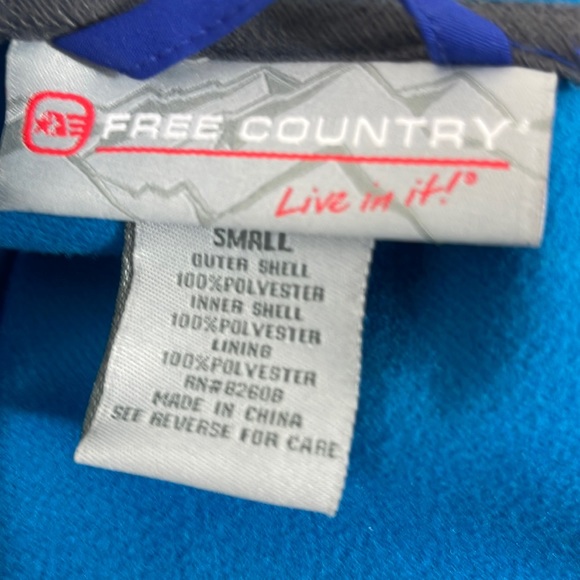 FREE COUNTRY
Live in it!®
SMALL
OUTER SHELL
100%POLYESTER
INNER SHELL
100%POLYESTER
LINING
100%POLYESTER
RN#82608
MADE IN CHINA
SEE REVERSE FOR CARE